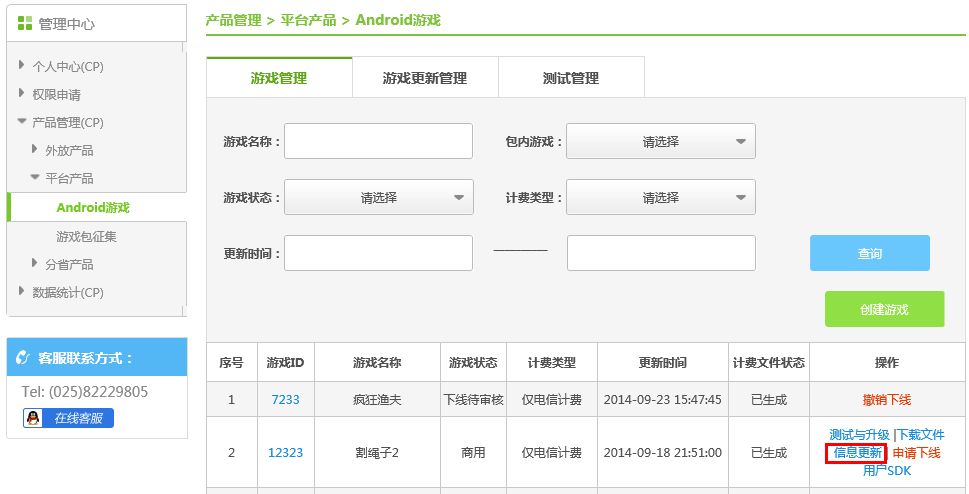 管理中心
个人中心(CP)
权限申请
产品管理(CP)
外放产品
平台产品
Android游戏
游戏包征集
分省产品
数据统计(CP)
客服联系方式：
Tel: (025)82229805
在线客服
产品管理 > 平台产品 > Android游戏
游戏管理 游戏更新管理 测试管理
游戏名称： 包内游戏： 请选择
游戏状态： 请选择 计费类型： 请选择
更新时间： 查询
创建游戏
序号 游戏ID 游戏名称 游戏状态 计费类型 更新时间 计费文件状态 操作
1 7233 疯狂渔夫 下线待审核 仅电信计费 2014-09-23 15:47:45 已生成 撤销下线
2 12323 割绳子2 商用 仅电信计费 2014-09-18 21:51:00 已生成 测试与升级 |下载文件
信息更新 申请下线
用户SDK